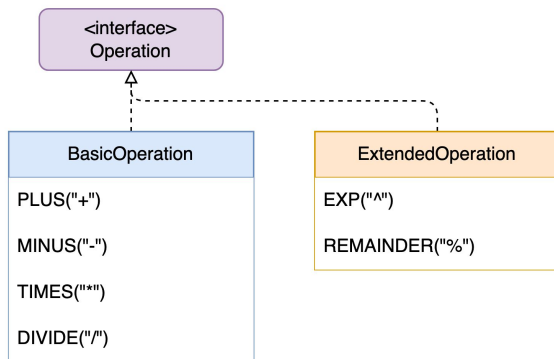 <interface>
Operation
BasicOperation
PLUS("+")
MINUS("-")
TIMES("*")
DIVIDE("/")
ExtendedOperation
EXP("^")
REMAINDER("%")